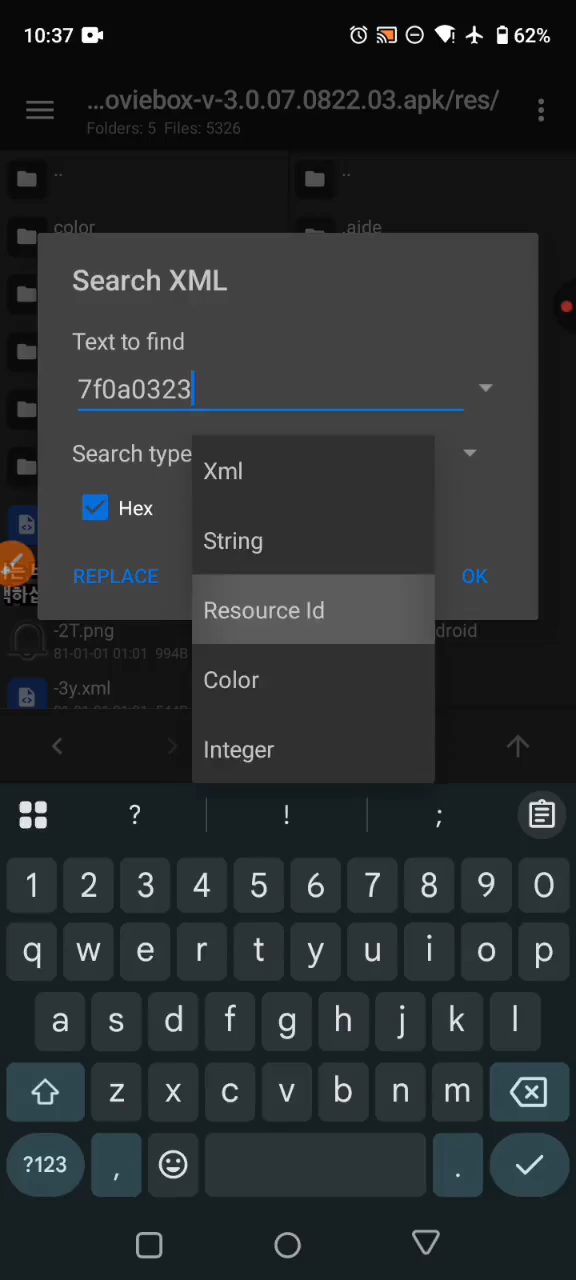 10:37
62%
...oviebox-v-3.0.07.0822.03.apk/res/
Folders: 5 Files: 5326
..
..
color
.aide
Search XML
Text to find
7f0a0323
Search type
Xml
Hex
String
REPLACE
OK
Resource Id
-2T.png
droid
81-01-01 01:01 994B
Color
-3y.xml
Integer
? ! ;
1 2 3 4 5 6 7 8 9 0
q w e r t y u i o p
a s d f g h j k l
z x c v b n m
?123 , .